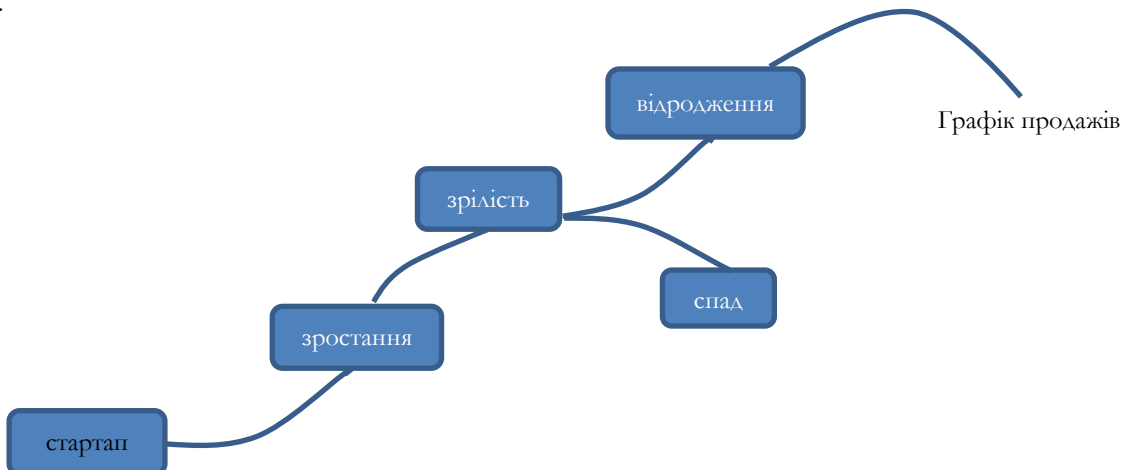 .
відродження
Графік продажів
зрілість
спад
зростання
стартап